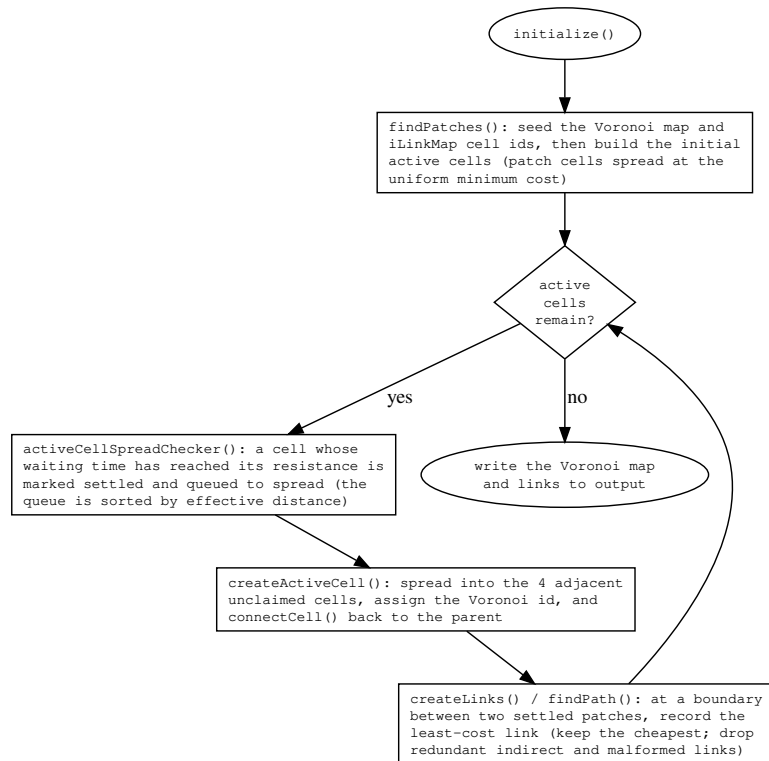 initialize()
findPatches(): seed the Voronoi map and
iLinkMap cell ids, then build the initial
active cells (patch cells spread at the
uniform minimum cost)
active
cells
remain?
yes
no
activeCellSpreadChecker(): a cell whose
waiting time has reached its resistance is
marked settled and queued to spread (the
queue is sorted by effective distance)
write the Voronoi map
and links to output
createActiveCell(): spread into the 4 adjacent
unclaimed cells, assign the Voronoi id, and
connectCell() back to the parent
createLinks() / findPath(): at a boundary
between two settled patches, record the
least-cost link (keep the cheapest; drop
redundant indirect and malformed links)